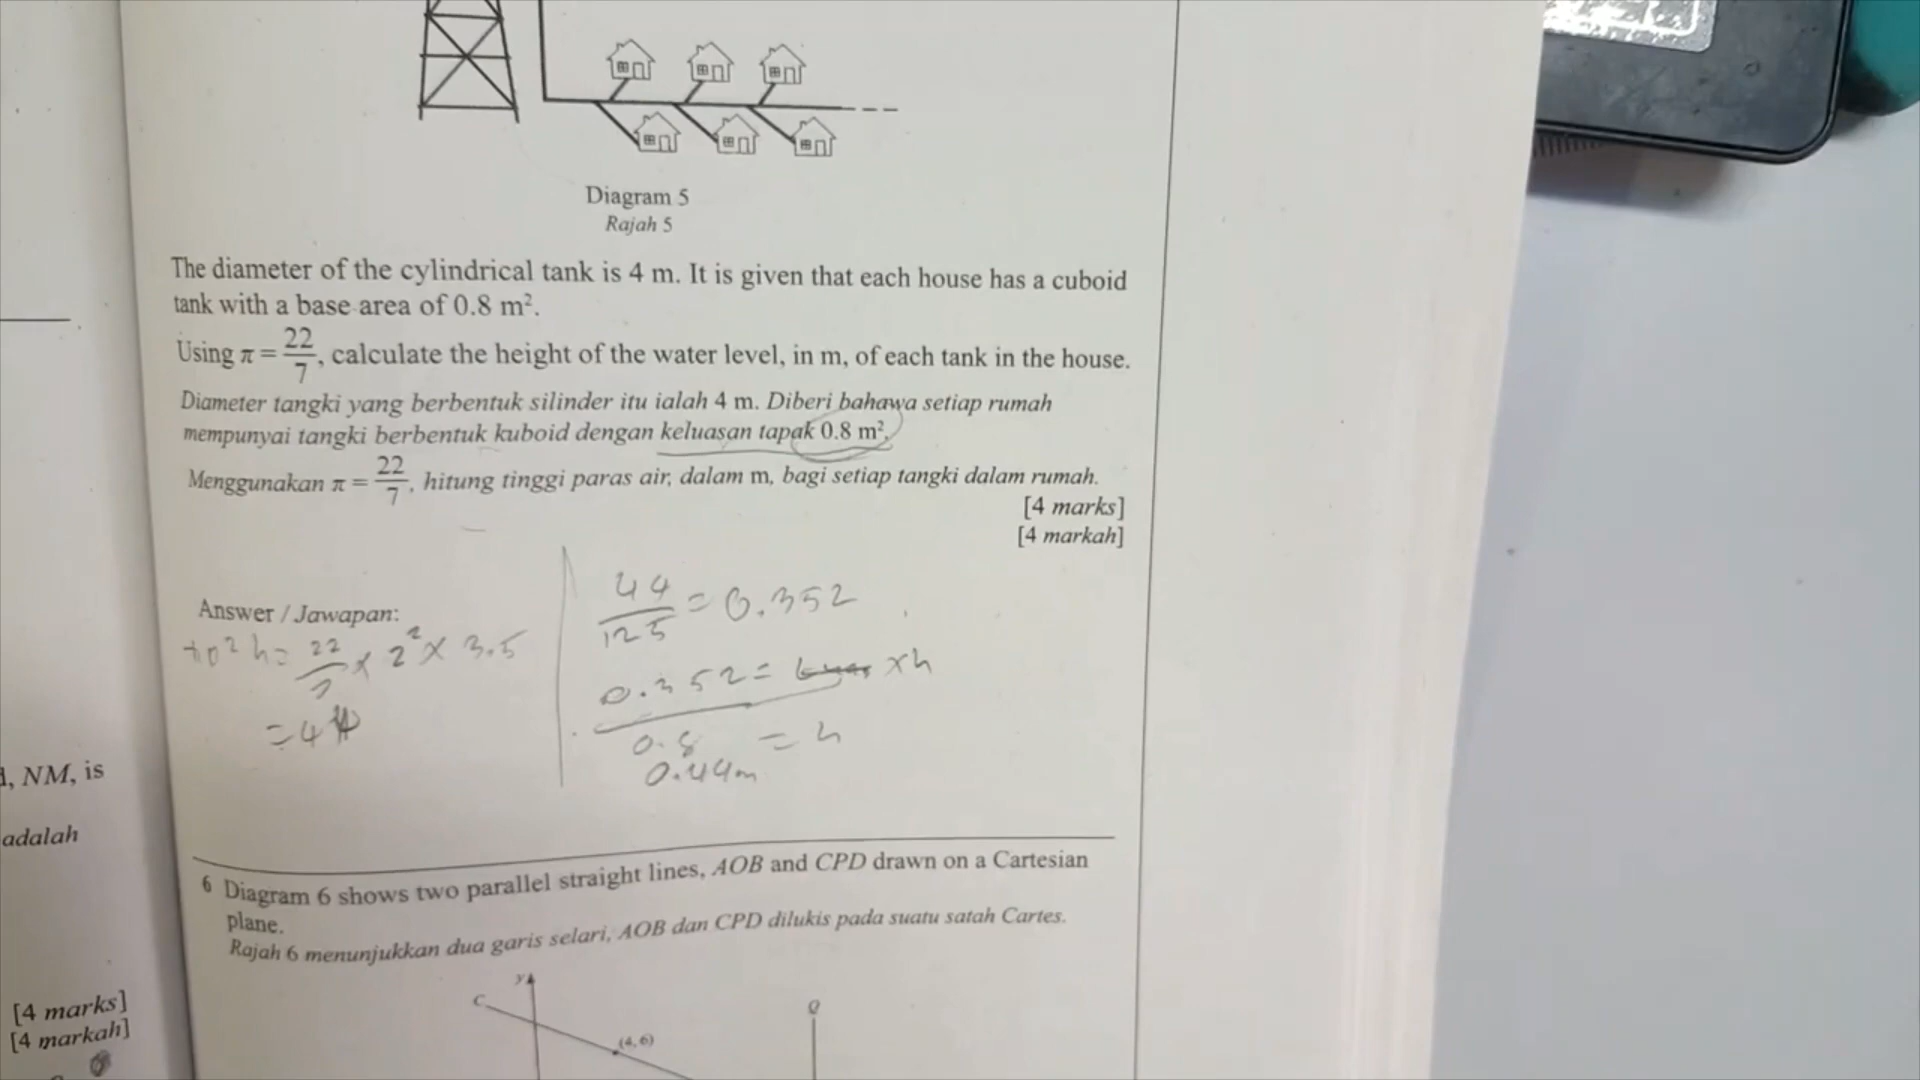 Diagram 5
Rajah 5
The diameter of the cylindrical tank is 4 m. It is given that each house has a cuboid
tank with a base area of 0.8 m².
Using π = 22/7, calculate the height of the water level, in m, of each tank in the house.
Diameter tangki yang berbentuk silinder itu ialah 4 m. Diberi bahawa setiap rumah
mempunyai tangki berbentuk kuboid dengan keluasan tapak 0.8 m².
Menggunakan π = 22/7, hitung tinggi paras air, dalam m, bagi setiap tangki dalam rumah.
[4 marks]
[4 markah]
Answer / Jawapan:
h = 22/7 × 2² × 3.5
= 44
44/125 = 0.352
0.352 = × h
0.8 = h
0.44m
6 Diagram 6 shows two parallel straight lines, AOB and CPD drawn on a Cartesian
plane.
Rajah 6 menunjukkan dua garis selari, AOB dan CPD dilukis pada suatu satah Cartes.
y
C
(4, 6)
Q
NM, is
adalah
[4 marks]
[4 markah]